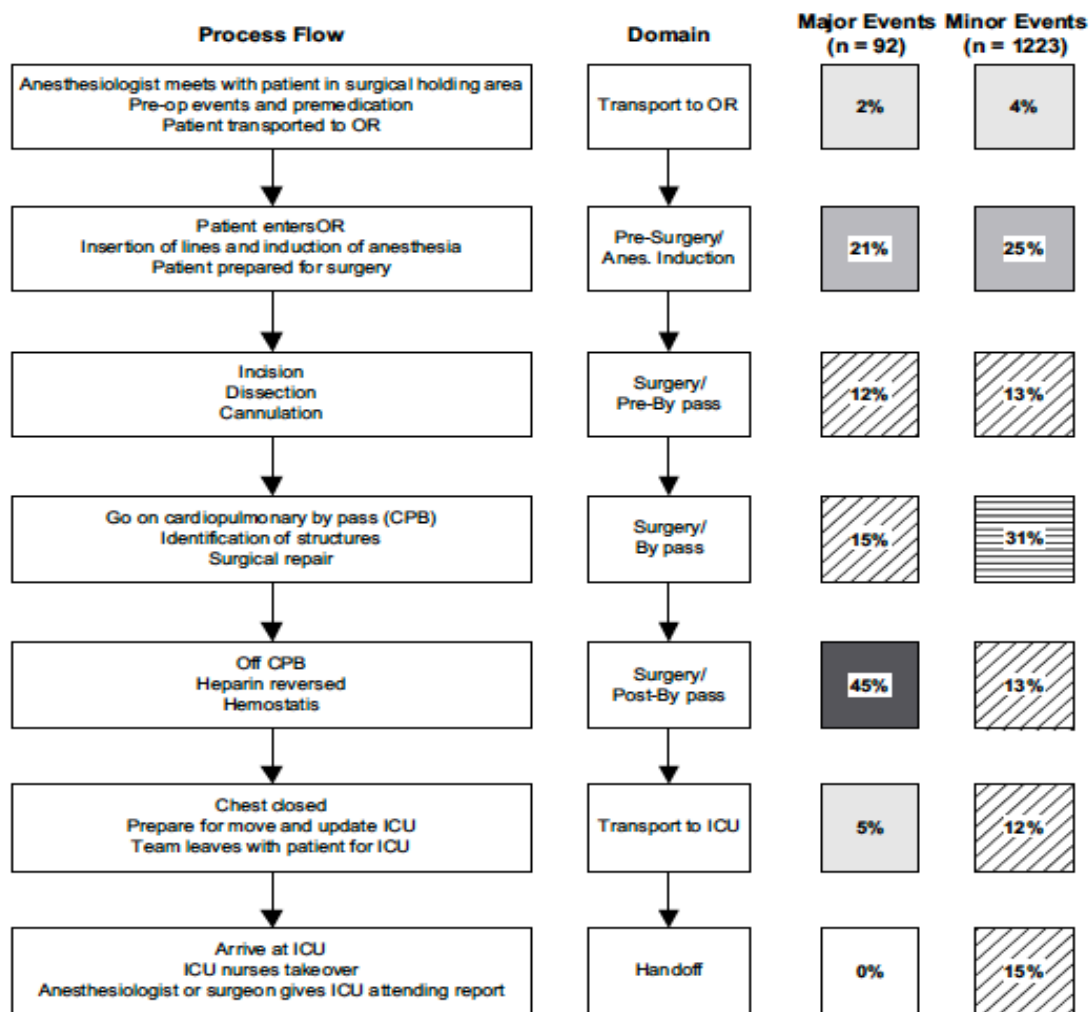 Process Flow Domain Major Events Minor Events
(n = 92) (n = 1223)
Anesthesiologist meets with patient in surgical holding area
Pre-op events and premedication
Patient transported to OR
Transport to OR
2%
4%
Patient entersOR
Insertion of lines and induction of anesthesia
Patient prepared for surgery
Pre-Surgery/
Anes. Induction
21%
25%
Incision
Dissection
Cannulation
Surgery/
Pre-By pass
12%
13%
Go on cardiopulmonary by pass (CPB)
Identification of structures
Surgical repair
Surgery/
By pass
15%
31%
Off CPB
Heparin reversed
Hemostatis
Surgery/
Post-By pass
45%
13%
Chest closed
Prepare for move and update ICU
Team leaves with patient for ICU
Transport to ICU
5%
12%
Arrive at ICU
ICU nurses takeover
Anesthesiologist or surgeon gives ICU attending report
Handoff
0%
15%